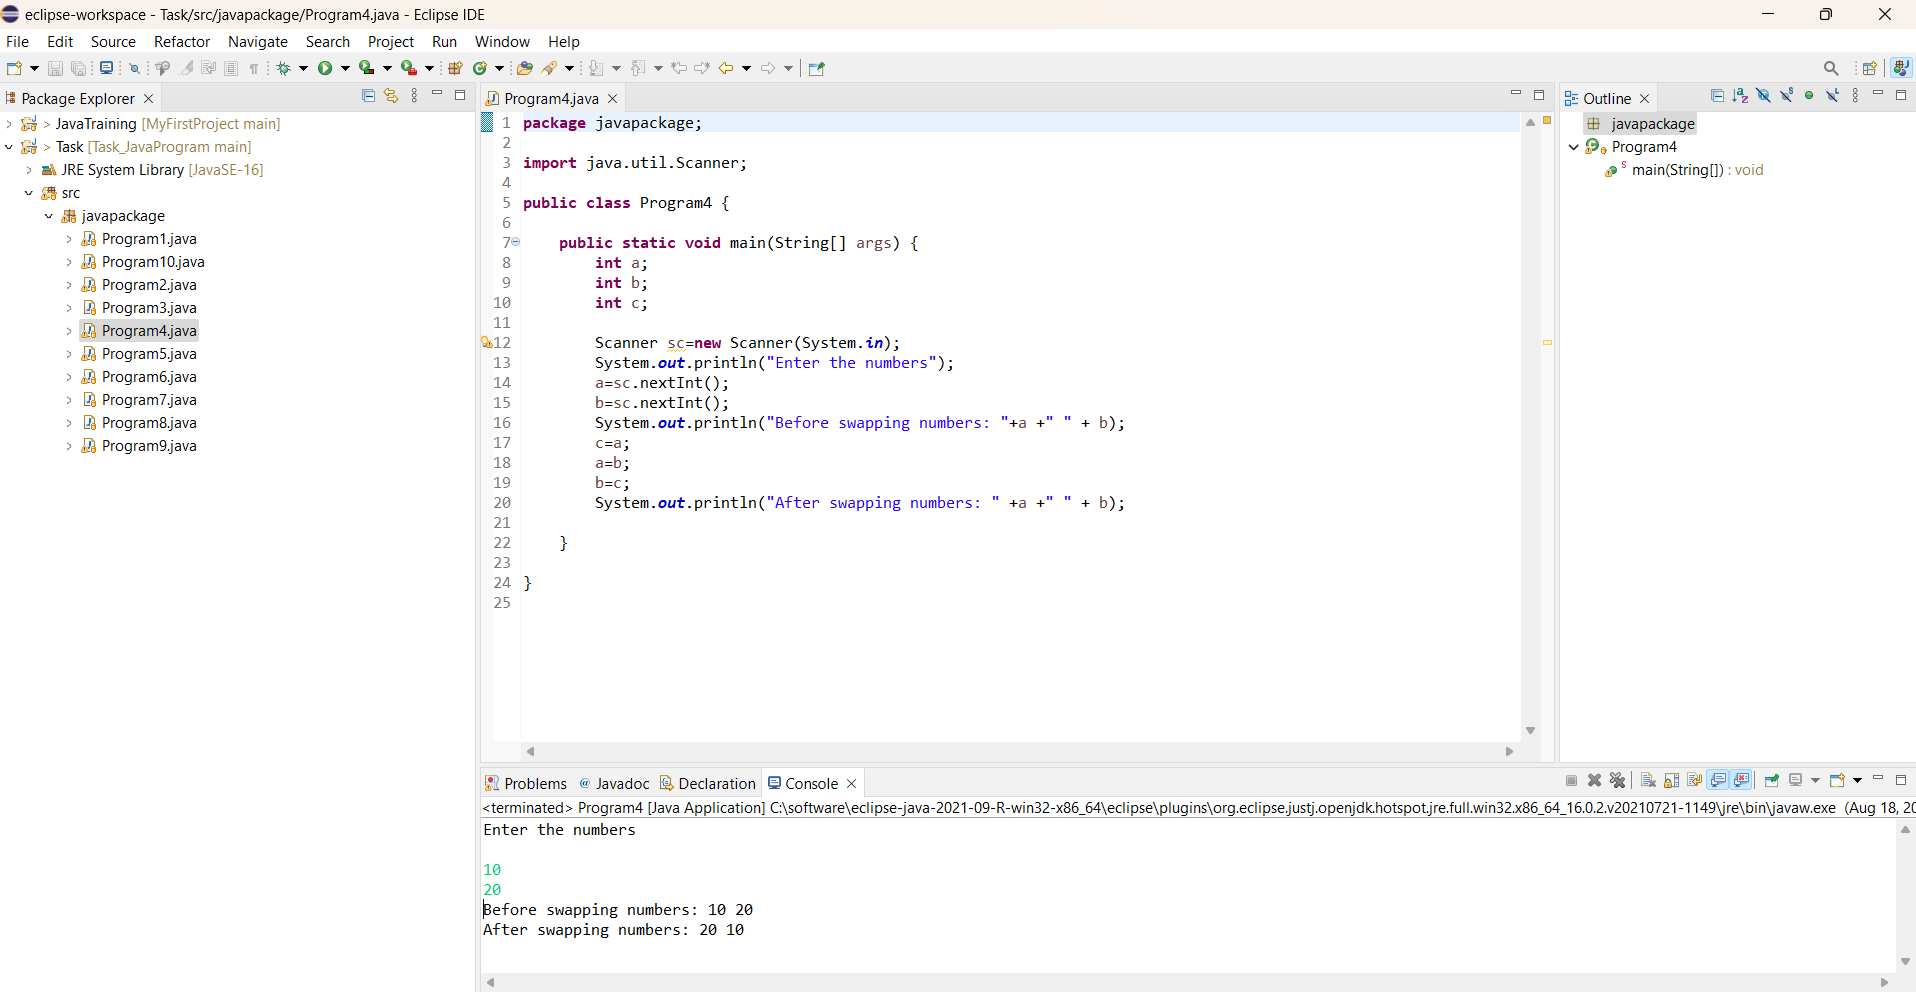 eclipse-workspace - Task/src/javapackage/Program4.java - Eclipse IDE
File Edit Source Refactor Navigate Search Project Run Window Help
Package Explorer
> JavaTraining [MyFirstProject main]
> Task [Task_JavaProgram main]
JRE System Library [JavaSE-16]
src
javapackage
Program1.java
Program10.java
Program2.java
Program3.java
Program4.java
Program5.java
Program6.java
Program7.java
Program8.java
Program9.java
Program4.java
1 package javapackage;
2
3 import java.util.Scanner;
4
5 public class Program4 {
6
7 public static void main(String[] args) {
8 int a;
9 int b;
10 int c;
11
12 Scanner sc=new Scanner(System.in);
13 System.out.println("Enter the numbers");
14 a=sc.nextInt();
15 b=sc.nextInt();
16 System.out.println("Before swapping numbers: "+a +" " + b);
17 c=a;
18 a=b;
19 b=c;
20 System.out.println("After swapping numbers: " +a +" " + b);
21
22 }
23
24 }
25
Outline
javapackage
Program4
main(String[]) : void
Problems @ Javadoc Declaration Console
<terminated> Program4 [Java Application] C:\software\eclipse-java-2021-09-R-win32-x86_64\eclipse\plugins\org.eclipse.justj.openjdk.hotspot.jre.full.win32.x86_64_16.0.2.v20210721-1149\jre\bin\javaw.exe (Aug 18, 20
Enter the numbers
10
20
Before swapping numbers: 10 20
After swapping numbers: 20 10